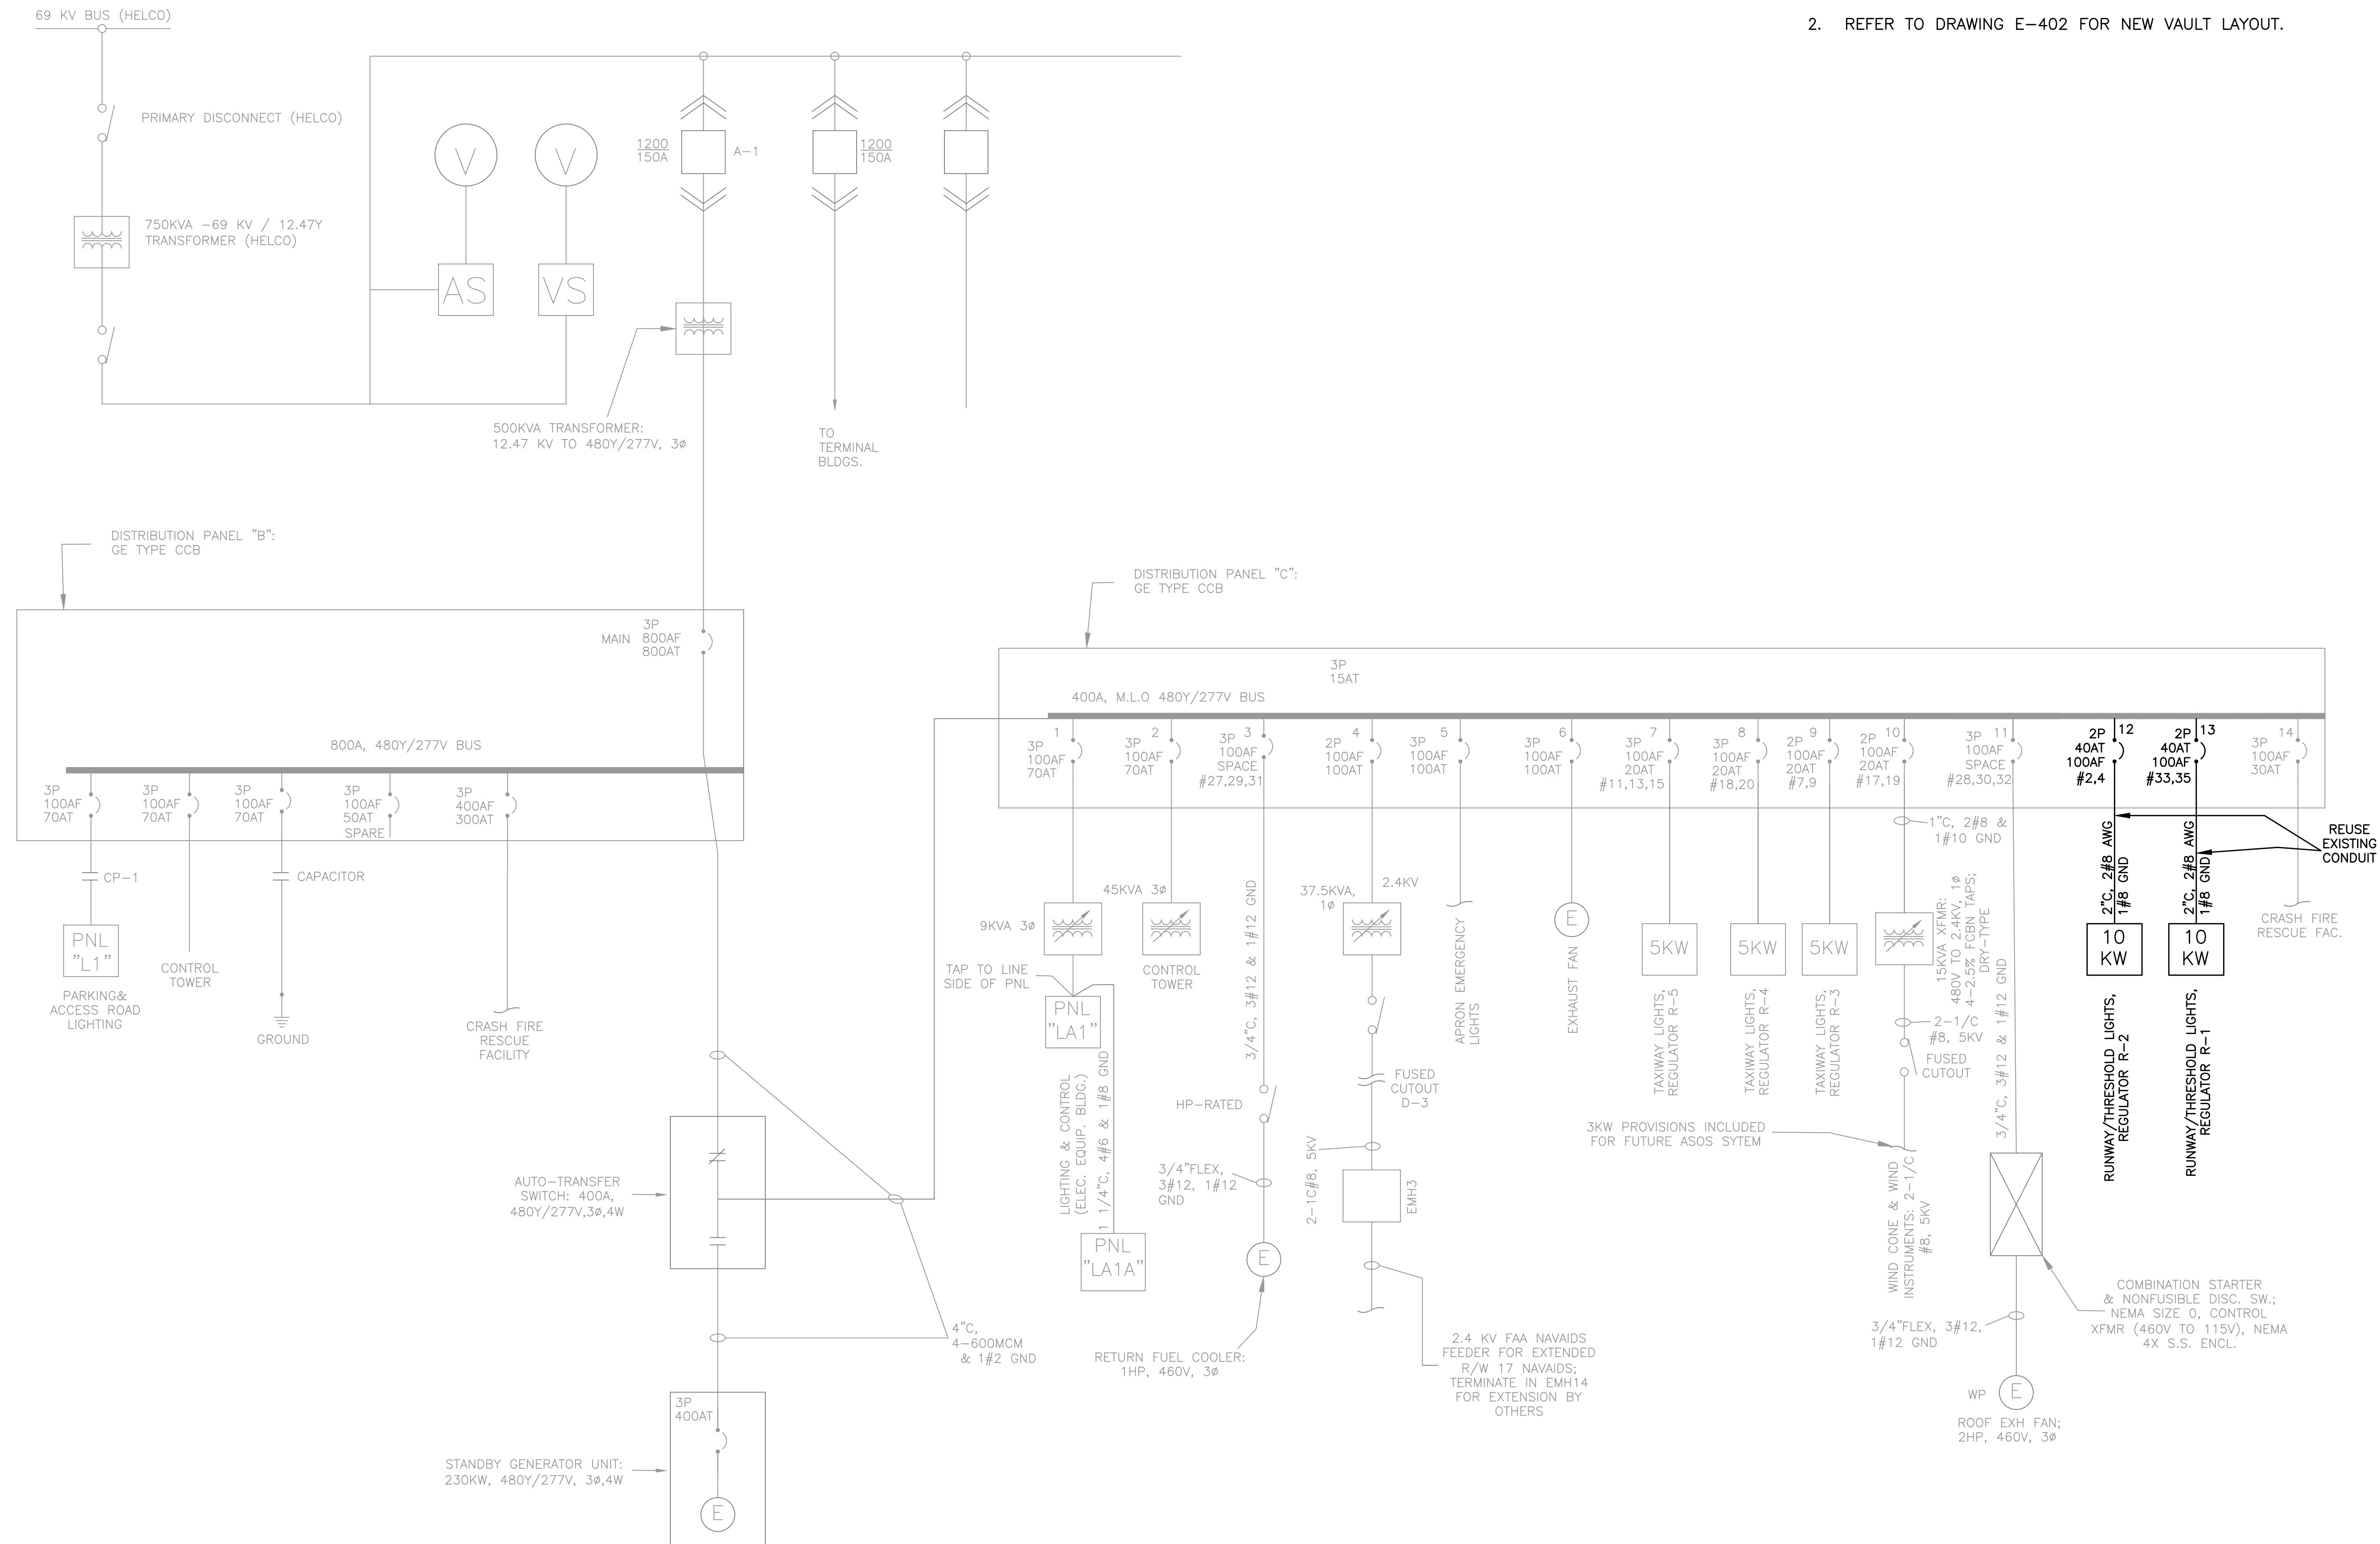 69 KV BUS (HELCO)
2. REFER TO DRAWING E-402 FOR NEW VAULT LAYOUT.
PRIMARY DISCONNECT (HELCO)
V
V
1200
150A
A-1
1200
150A
750KVA -69 KV / 12.47Y
TRANSFORMER (HELCO)
AS
VS
500KVA TRANSFORMER:
12.47 KV TO 480Y/277V, 3ø
TO
TERMINAL
BLDGS.
DISTRIBUTION PANEL "B":
GE TYPE CCB
MAIN
3P
800AF
800AT
800A, 480Y/277V BUS
3P
100AF
70AT
3P
100AF
70AT
3P
100AF
70AT
3P
100AF
50AT
SPARE
3P
400AF
300AT
CP-1
CAPACITOR
PNL
"L1"
PARKING&
ACCESS ROAD
LIGHTING
CONTROL
TOWER
GROUND
CRASH FIRE
RESCUE
FACILITY
DISTRIBUTION PANEL "C":
GE TYPE CCB
3P
15AT
400A, M.L.O 480Y/277V BUS
1
3P
100AF
70AT
2
3P
100AF
70AT
3
3P
100AF
SPACE
#27,29,31
4
2P
100AF
100AT
5
3P
100AF
100AT
6
3P
100AF
100AT
7
3P
100AF
20AT
#11,13,15
8
3P
100AF
20AT
#18,20
9
2P
100AF
20AT
#7,9
10
2P
100AF
20AT
#17,19
11
3P
100AF
SPACE
#28,30,32
12
2P
40AT
100AF
#2,4
13
2P
40AT
100AF
#33,35
14
3P
100AF
30AT
REUSE
EXISTING
CONDUIT
9KVA 3ø
TAP TO LINE
SIDE OF PNL
PNL
"LA1"
LIGHTING & CONTROL
(ELEC. EQUIP. BLDG.)
1 1/4"C, 4#6 & 1#8 GND
PNL
"LA1A"
45KVA 3ø
CONTROL
TOWER
3/4"C, 3#12 & 1#12 GND
HP-RATED
3/4"FLEX,
3#12, 1#12
GND
E
RETURN FUEL COOLER:
1HP, 460V, 3ø
37.5KVA,
1ø
2.4KV
FUSED
CUTOUT
D-3
2-1C#8, 5KV
EMH3
2.4 KV FAA NAVAIDS
FEEDER FOR EXTENDED
R/W 17 NAVAIDS;
TERMINATE IN EMH14
FOR EXTENSION BY
OTHERS
APRON EMERGENCY
LIGHTS
E
EXHAUST FAN
5KW
TAXIWAY LIGHTS,
REGULATOR R-5
5KW
TAXIWAY LIGHTS,
REGULATOR R-4
5KW
TAXIWAY LIGHTS,
REGULATOR R-3
1"C, 2#8 &
1#10 GND
15KVA XFMR:
480V TO 2.4KV, 1ø
4-2.5% FCBN TAPS;
DRY-TYPE
2-1/C
#8, 5KV
FUSED
CUTOUT
3KW PROVISIONS INCLUDED
FOR FUTURE ASOS SYTEM
WIND CONE & WIND
INSTRUMENTS: 2-1/C
#8, 5KV
3/4"C, 3#12 & 1#12 GND
COMBINATION STARTER
& NONFUSIBLE DISC. SW.;
NEMA SIZE 0, CONTROL
XFMR (460V TO 115V), NEMA
4X S.S. ENCL.
3/4"FLEX, 3#12,
1#12 GND
WP
E
ROOF EXH FAN;
2HP, 460V, 3ø
2"C, 2#8 AWG
1#8 GND
10
KW
RUNWAY/THRESHOLD LIGHTS,
REGULATOR R-2
2"C, 2#8 AWG
1#8 GND
10
KW
RUNWAY/THRESHOLD LIGHTS,
REGULATOR R-1
CRASH FIRE
RESCUE FAC.
AUTO-TRANSFER
SWITCH: 400A,
480Y/277V,3ø,4W
4"C,
4-600MCM
& 1#2 GND
3P
400AT
STANDBY GENERATOR UNIT:
230KW, 480Y/277V, 3ø,4W
E